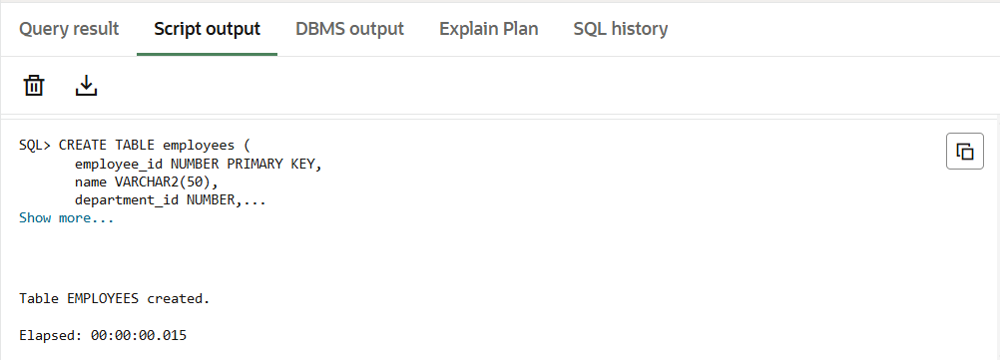 Query result Script output DBMS output Explain Plan SQL history
SQL> CREATE TABLE employees (
employee_id NUMBER PRIMARY KEY,
name VARCHAR2(50),
department_id NUMBER,...
Show more...
Table EMPLOYEES created.
Elapsed: 00:00:00.015